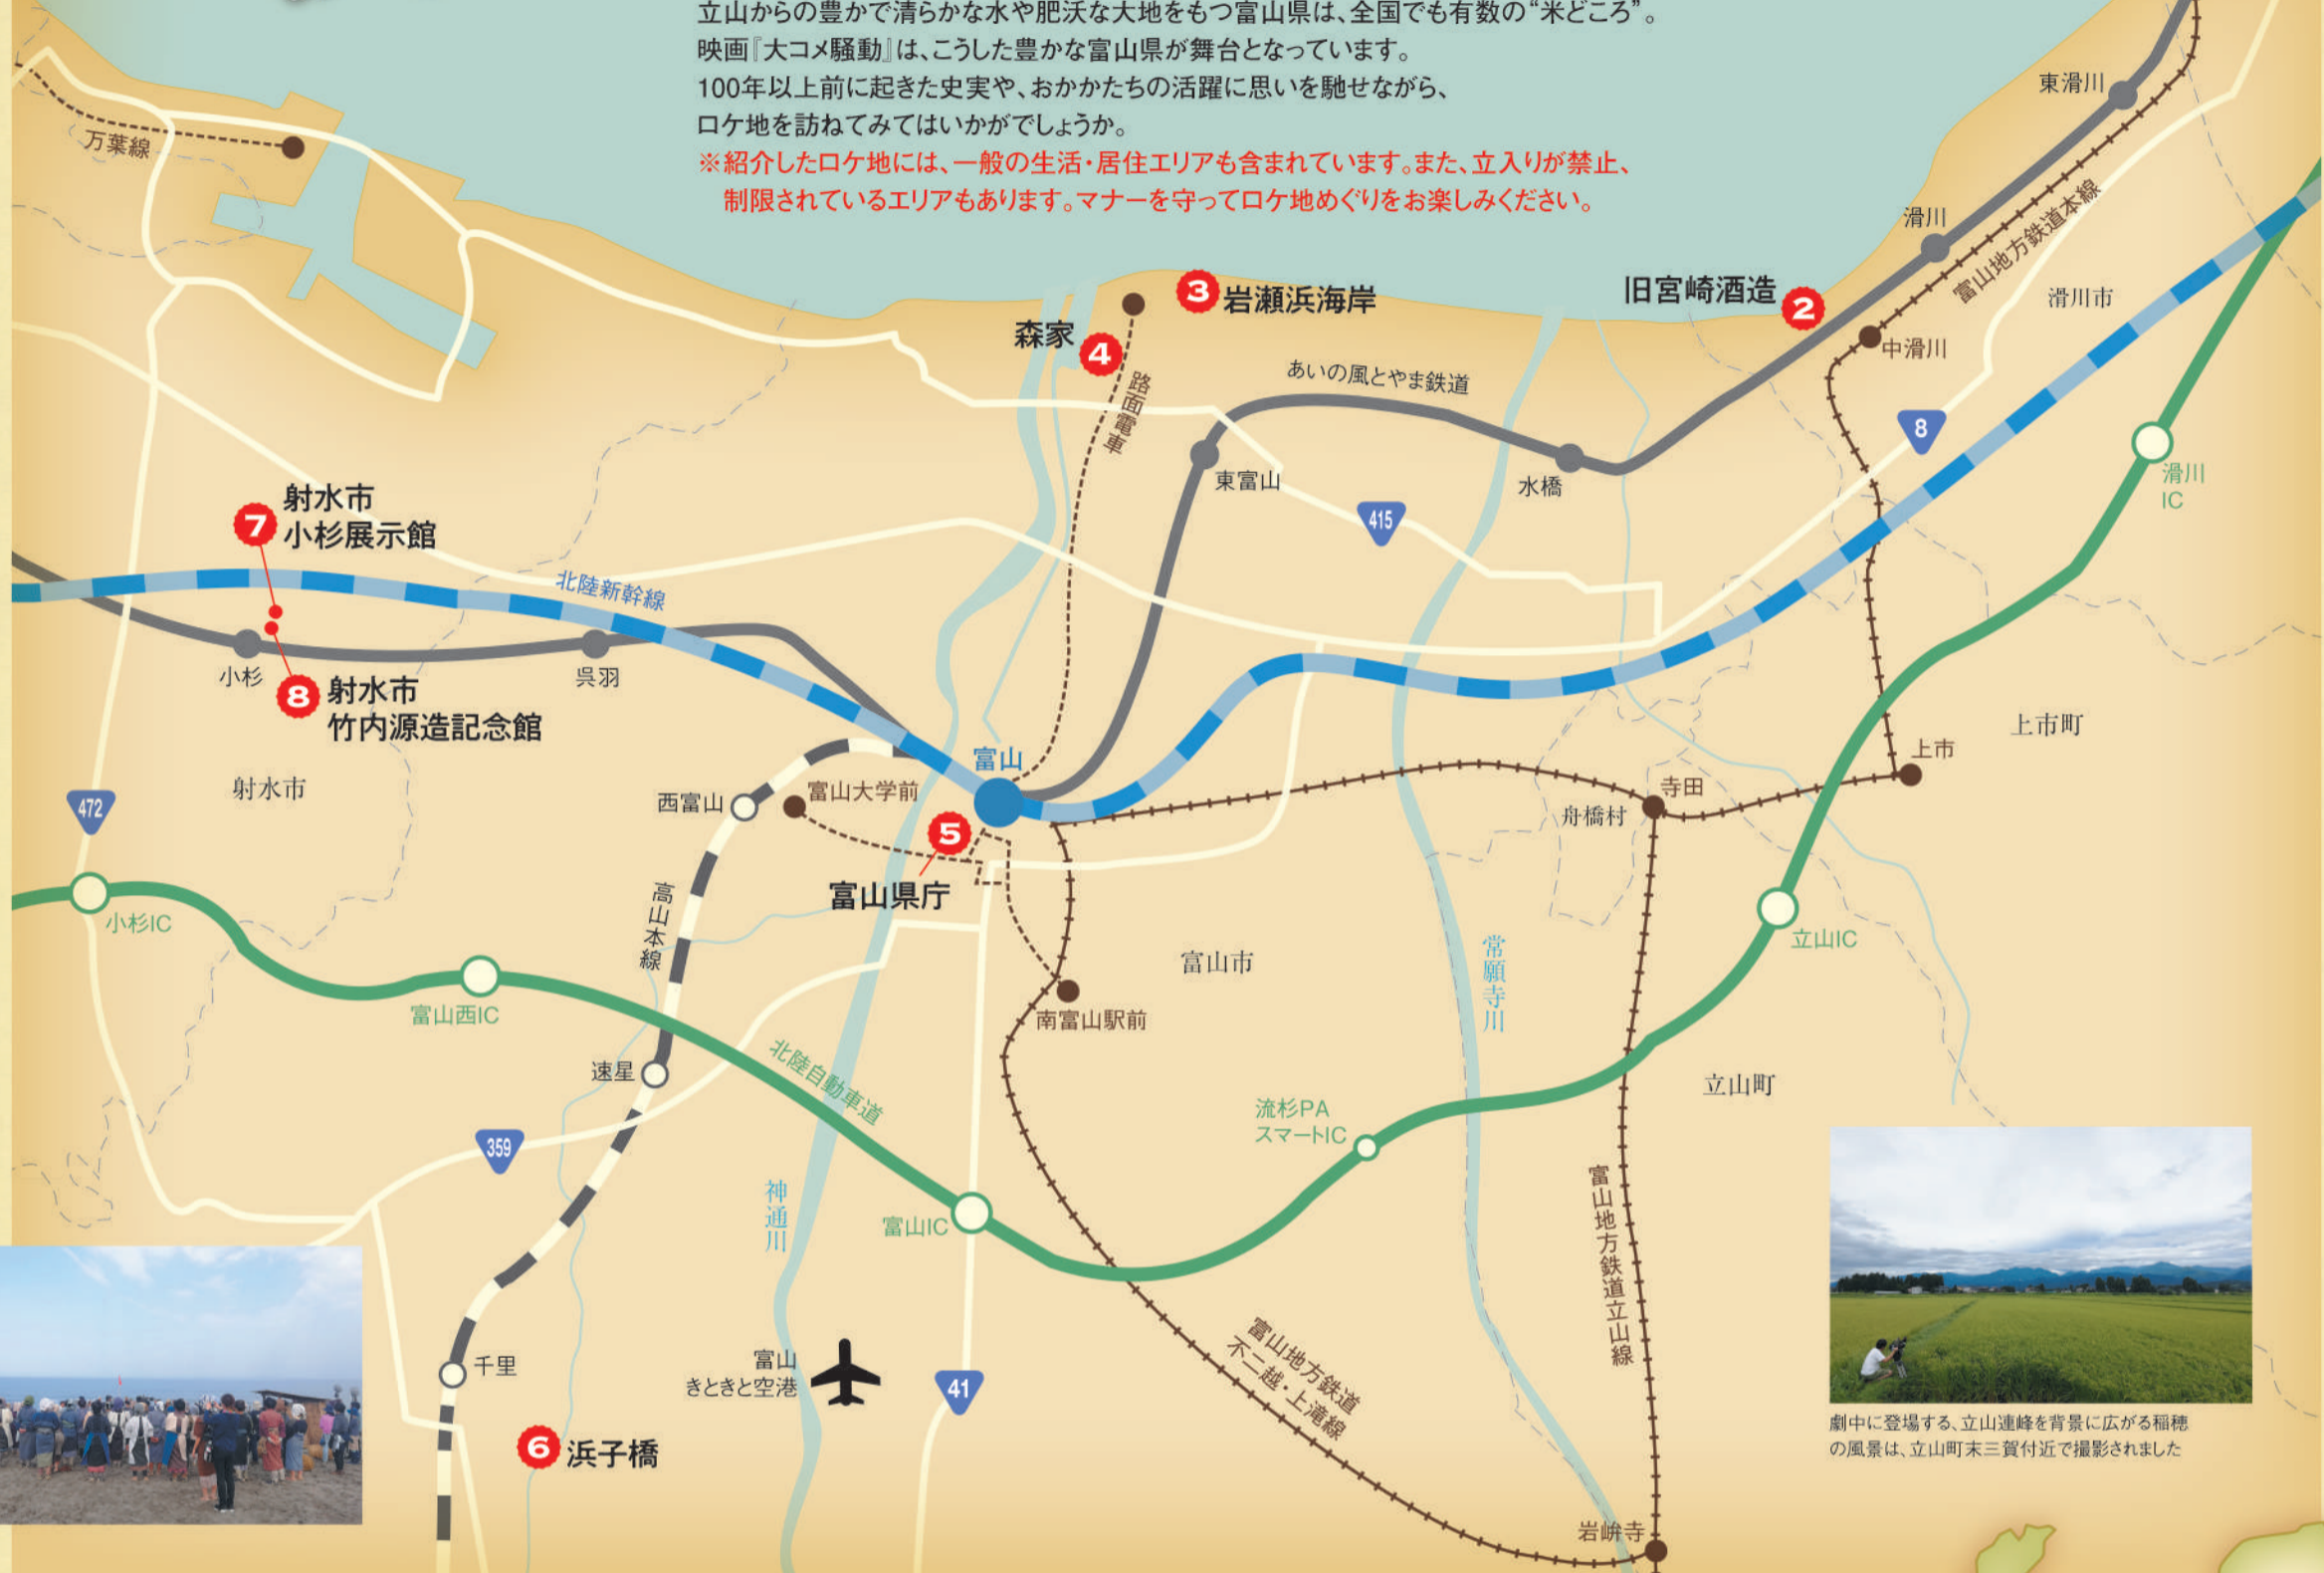 立山からの豊かで清らかな水や肥沃な大地をもつ富山県は、全国でも有数の“米どころ”。
映画『大コメ騒動』は、こうした豊かな富山県が舞台となっています。
100年以上前に起きた史実や、おかかたちの活躍に思いを馳せながら、
ロケ地を訪ねてみてはいかがでしょうか。
※紹介したロケ地には、一般の生活・居住エリアも含まれています。また、立入りが禁止、
制限されているエリアもあります。マナーを守ってロケ地めぐりをお楽しみください。
東滑川
万葉線
滑川
富山地方鉄道本線
滑川市
3 岩瀬浜海岸
旧宮崎酒造 2
森家 4
中滑川
路面電車
あいの風とやま鉄道
8
東富山
水橋
滑川
IC
415
7 射水市
小杉展示館
北陸新幹線
小杉
呉羽
8 射水市
竹内源造記念館
射水市
472
富山
西富山
富山大学前
5
富山県庁
寺田
舟橋村
上市
上市町
小杉IC
高山本線
富山市
常願寺川
立山IC
富山西IC
南富山駅前
速星
北陸自動車道
立山町
流杉PA
スマートIC
359
神通川
富山IC
富山地方鉄道立山線
富山
きときと空港
41
富山地方鉄道
不二越・上滝線
千里
6 浜子橋
劇中に登場する、立山連峰を背景に広がる稲穂
の風景は、立山町末三賀付近で撮影されました
岩峅寺